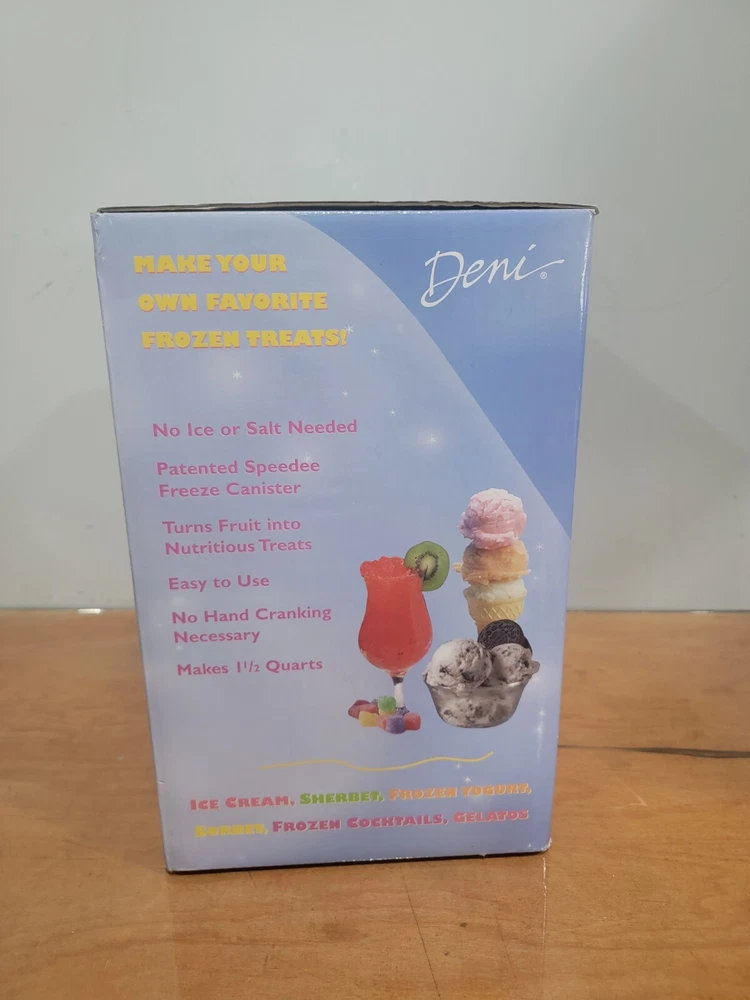 MAKE YOUR
OWN FAVORITE
FROZEN TREATS!
Deni®
No Ice or Salt Needed
Patented Speedee
Freeze Canister
Turns Fruit into
Nutritious Treats
Easy to Use
No Hand Cranking
Necessary
Makes 1 1/2 Quarts
ICE CREAM, SHERBET, FROZEN YOGURT,
SORBET, FROZEN COCKTAILS, GELATOS